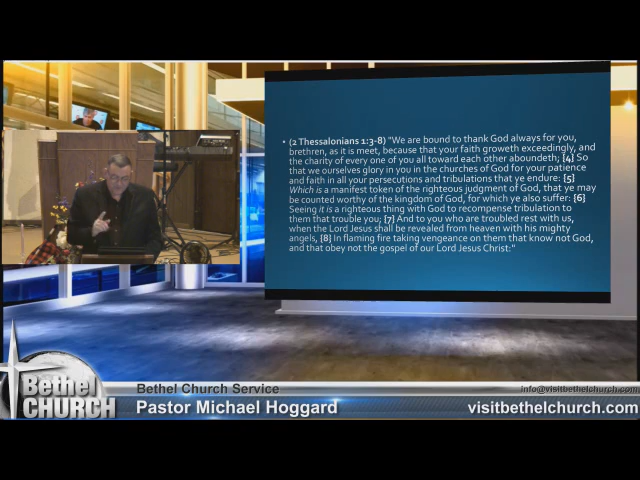 • (2 Thessalonians 1:3-8) "We are bound to thank God always for you,
brethren, as it is meet, because that your faith groweth exceedingly, and
the charity of every one of you all toward each other aboundeth; [4] So
that we ourselves glory in you in the churches of God for your patience
and faith in all your persecutions and tribulations that ye endure: [5]
Which is a manifest token of the righteous judgment of God, that ye may
be counted worthy of the kingdom of God, for which ye also suffer: [6]
Seeing it is a righteous thing with God to recompense tribulation to
them that trouble you; [7] And to you who are troubled rest with us,
when the Lord Jesus shall be revealed from heaven with his mighty
angels, [8] In flaming fire taking vengeance on them that know not God,
and that obey not the gospel of our Lord Jesus Christ:"
Bethel
CHURCH
Bethel Church Service
info@visitbethelchurch.com
Pastor Michael Hoggard
visitbethelchurch.com